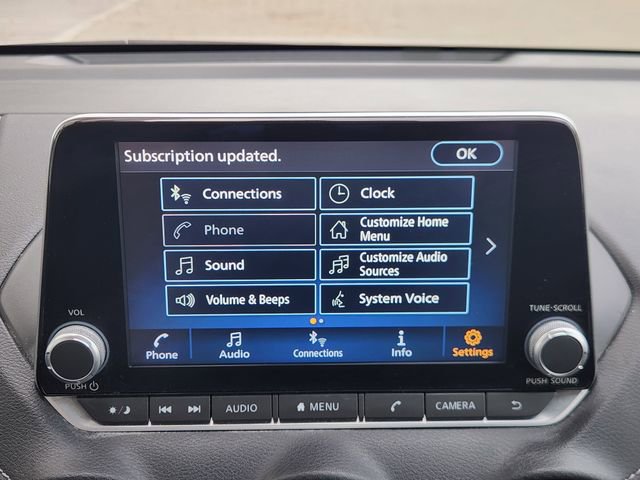 Subscription updated.
OK
Connections
Clock
Phone
Customize Home
Menu
Sound
Customize Audio
Sources
Volume & Beeps
System Voice
Phone
Audio
Connections
Info
Settings
VOL
PUSH
TUNE·SCROLL
PUSH SOUND
AUDIO
MENU
CAMERA